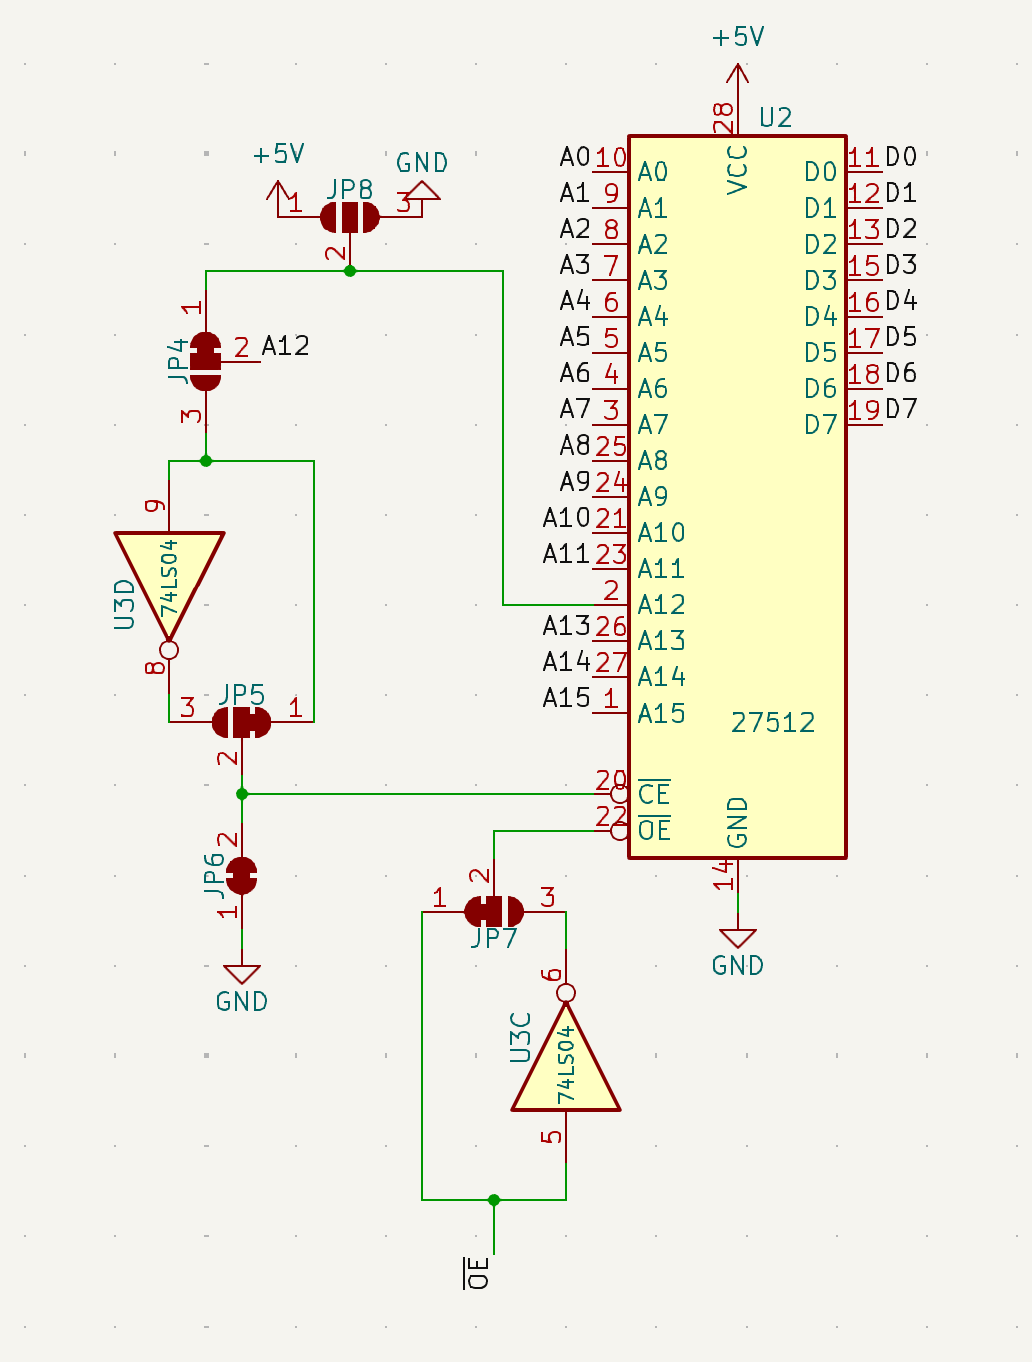 +5V
28
U2
VCC
A0 10 A0 D0 11 D0
A1 9 A1 D1 12 D1
A2 8 A2 D2 13 D2
A3 7 A3 D3 15 D3
A4 6 A4 D4 16 D4
A5 5 A5 D5 17 D5
A6 4 A6 D6 18 D6
A7 3 A7 D7 19 D7
A8 25 A8
A9 24 A9
A10 21 A10
A11 23 A11
2 A12
A13 26 A13
A14 27 A14
A15 1 A15
27512
20 CE
22 OE
GND
14
GND
+5V
GND
JP8
1
3
2
1
JP4
2 A12
3
9
74LS04
U3D
8
JP5
3
1
2
2
JP6
1
GND
2
1
3
JP7
6
U3C
74LS04
5
OE